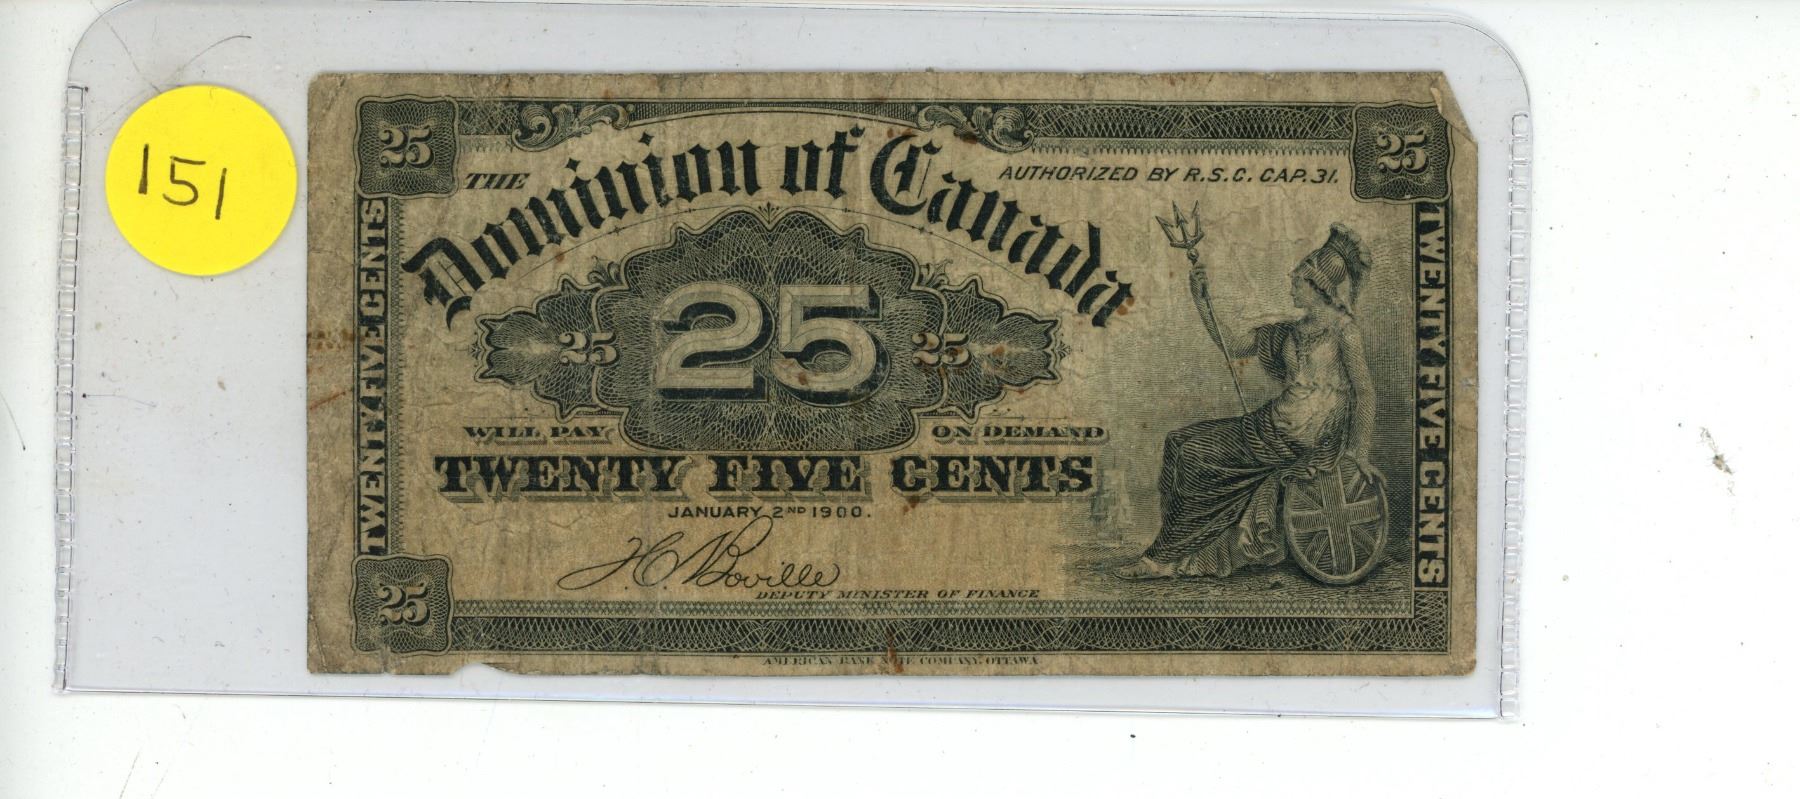 151
25
25
THE
Dominion of Canada
AUTHORIZED BY R.S.C. CAP. 31.
TWENTY FIVE CENTS
25
25
25
TWENTY FIVE CENTS
WILL PAY
ON DEMAND
TWENTY FIVE CENTS
JANUARY 2ND 1900.
Boville
DEPUTY MINISTER OF FINANCE
25
AMERICAN BANK NOTE COMPANY, OTTAWA